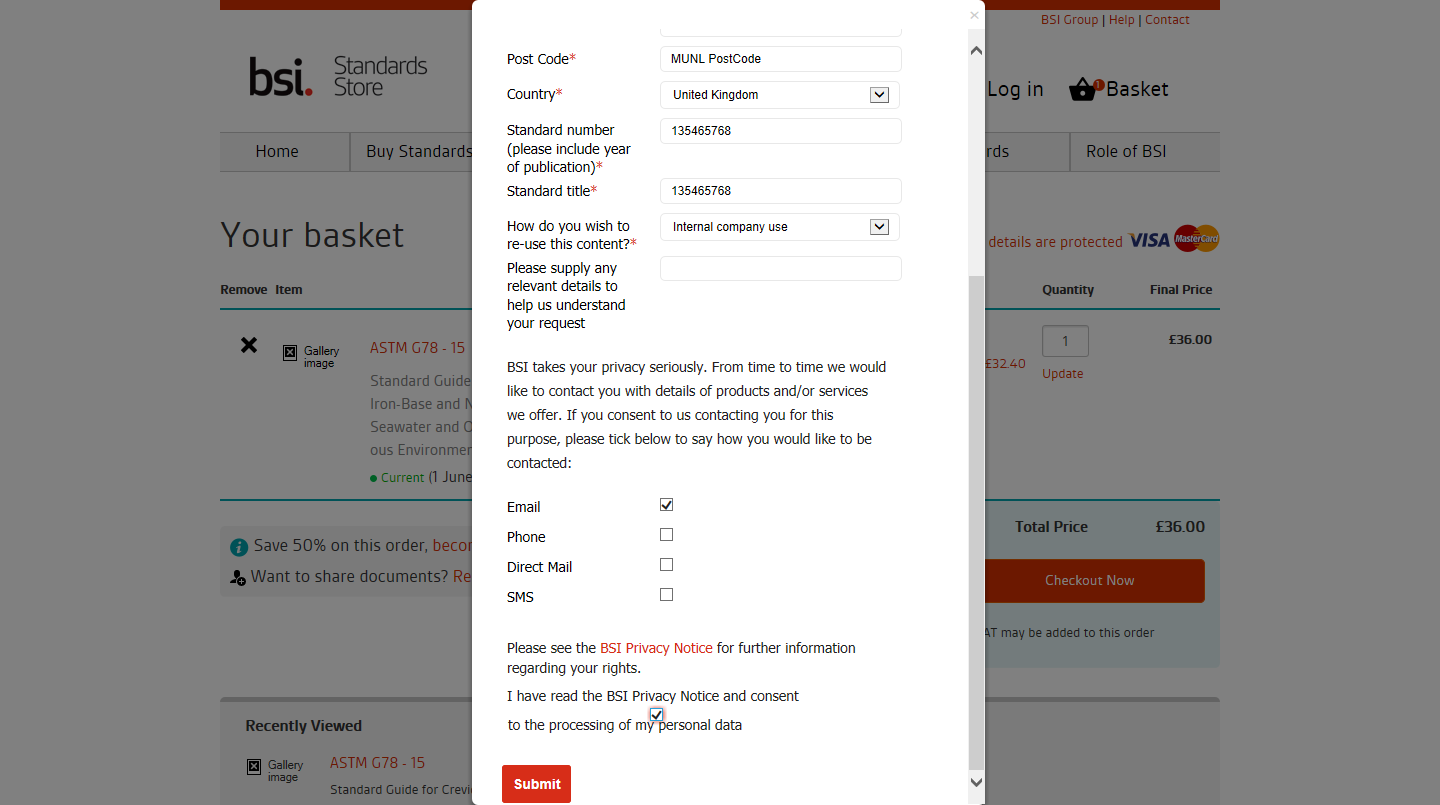 BSI Group | Help | Contact
×
bsi. Standards Store
Log in
1
Basket
Home
Buy Standards
rds
Role of BSI
Your basket
details are protected VISA MasterCard
Remove Item
Quantity
Final Price
Gallery image
ASTM G78 - 15
Standard Guide
Iron-Base and N
Seawater and O
ous Environmen
Current (1 June
£32.40
1
Update
£36.00
Save 50% on this order, becor
Want to share documents? Re
Total Price
£36.00
Checkout Now
AT may be added to this order
Recently Viewed
Gallery image
ASTM G78 - 15
Standard Guide for Crevi
Post Code*
MUNL PostCode
Country*
United Kingdom
Standard number
(please include year
of publication)*
135465768
Standard title*
135465768
How do you wish to
re-use this content?*
Internal company use
Please supply any
relevant details to
help us understand
your request
BSI takes your privacy seriously. From time to time we would
like to contact you with details of products and/or services
we offer. If you consent to us contacting you for this
purpose, please tick below to say how you would like to be
contacted:
Email
Phone
Direct Mail
SMS
Please see the BSI Privacy Notice for further information
regarding your rights.
I have read the BSI Privacy Notice and consent
to the processing of my personal data
Submit